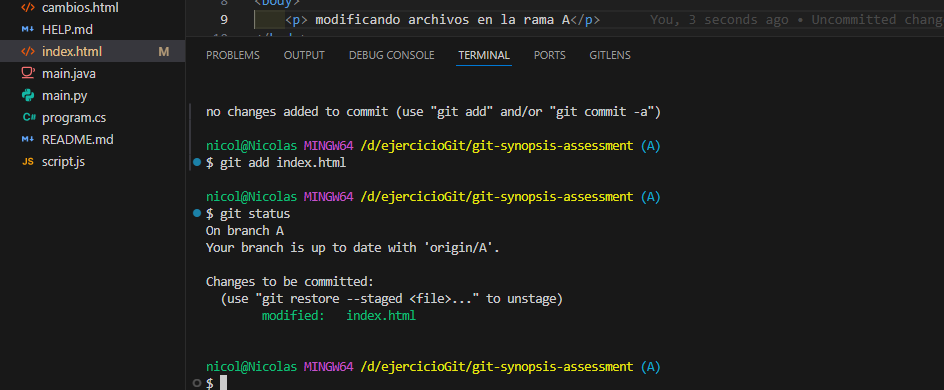 cambios.html
HELP.md
index.html M
main.java
main.py
program.cs
README.md
JS script.js
8 <body>
9 <p> modificando archivos en la rama A</p> You, 3 seconds ago • Uncommitted chang
PROBLEMS OUTPUT DEBUG CONSOLE TERMINAL PORTS GITLENS
no changes added to commit (use "git add" and/or "git commit -a")
nicol@Nicolas MINGW64 /d/ejercicioGit/git-synopsis-assessment (A)
$ git add index.html
nicol@Nicolas MINGW64 /d/ejercicioGit/git-synopsis-assessment (A)
$ git status
On branch A
Your branch is up to date with 'origin/A'.
Changes to be committed:
(use "git restore --staged <file>..." to unstage)
modified: index.html
nicol@Nicolas MINGW64 /d/ejercicioGit/git-synopsis-assessment (A)
$